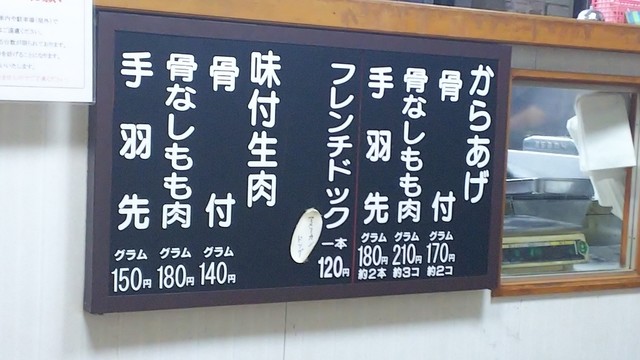 からあげ
骨付
グラム
170円
約2コ
骨なしもも肉
グラム
210円
約3コ
手羽先
グラム
180円
約2本
フレンチドック
一本
120円
味付生肉
骨付
グラム
140円
骨なしもも肉
グラム
180円
手羽先
グラム
150円